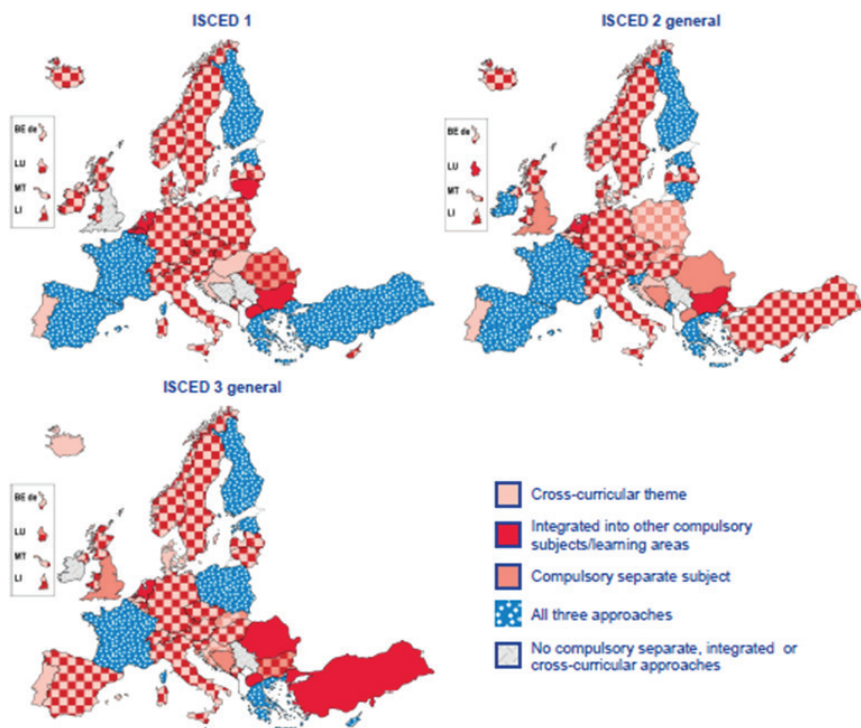 ISCED 1
ISCED 2 general
BE de
LU
MT
LI
BE de
LU
MT
LI
ISCED 3 general
BE de
LU
MT
LI
Cross-curricular theme
Integrated into other compulsory
subjects/learning areas
Compulsory separate subject
All three approaches
No compulsory separate, integrated or
cross-curricular approaches